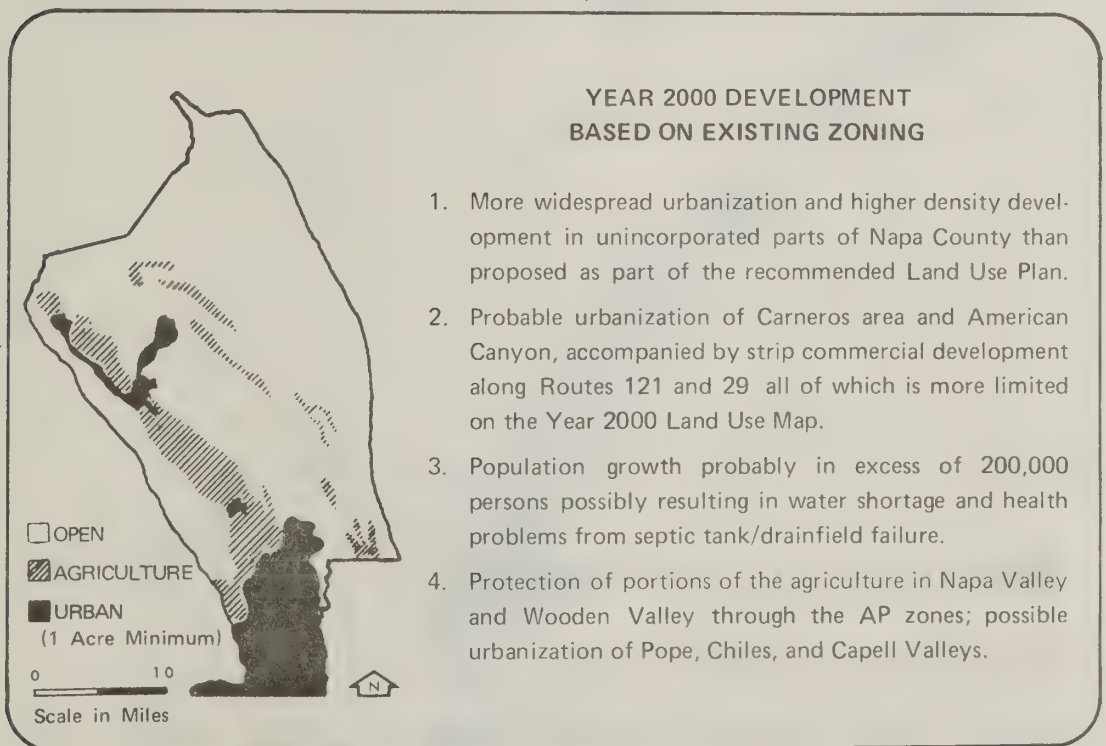 YEAR 2000 DEVELOPMENT
BASED ON EXISTING ZONING
1. More widespread urbanization and higher density devel-
opment in unincorporated parts of Napa County than
proposed as part of the recommended Land Use Plan.
2. Probable urbanization of Carneros area and American
Canyon, accompanied by strip commercial development
along Routes 121 and 29 all of which is more limited
on the Year 2000 Land Use Map.
3. Population growth probably in excess of 200,000
persons possibly resulting in water shortage and health
problems from septic tank/drainfield failure.
4. Protection of portions of the agriculture in Napa Valley
and Wooden Valley through the AP zones; possible
urbanization of Pope, Chiles, and Capell Valleys.
OPEN
AGRICULTURE
URBAN
(1 Acre Minimum)
0 10
Scale in Miles
N